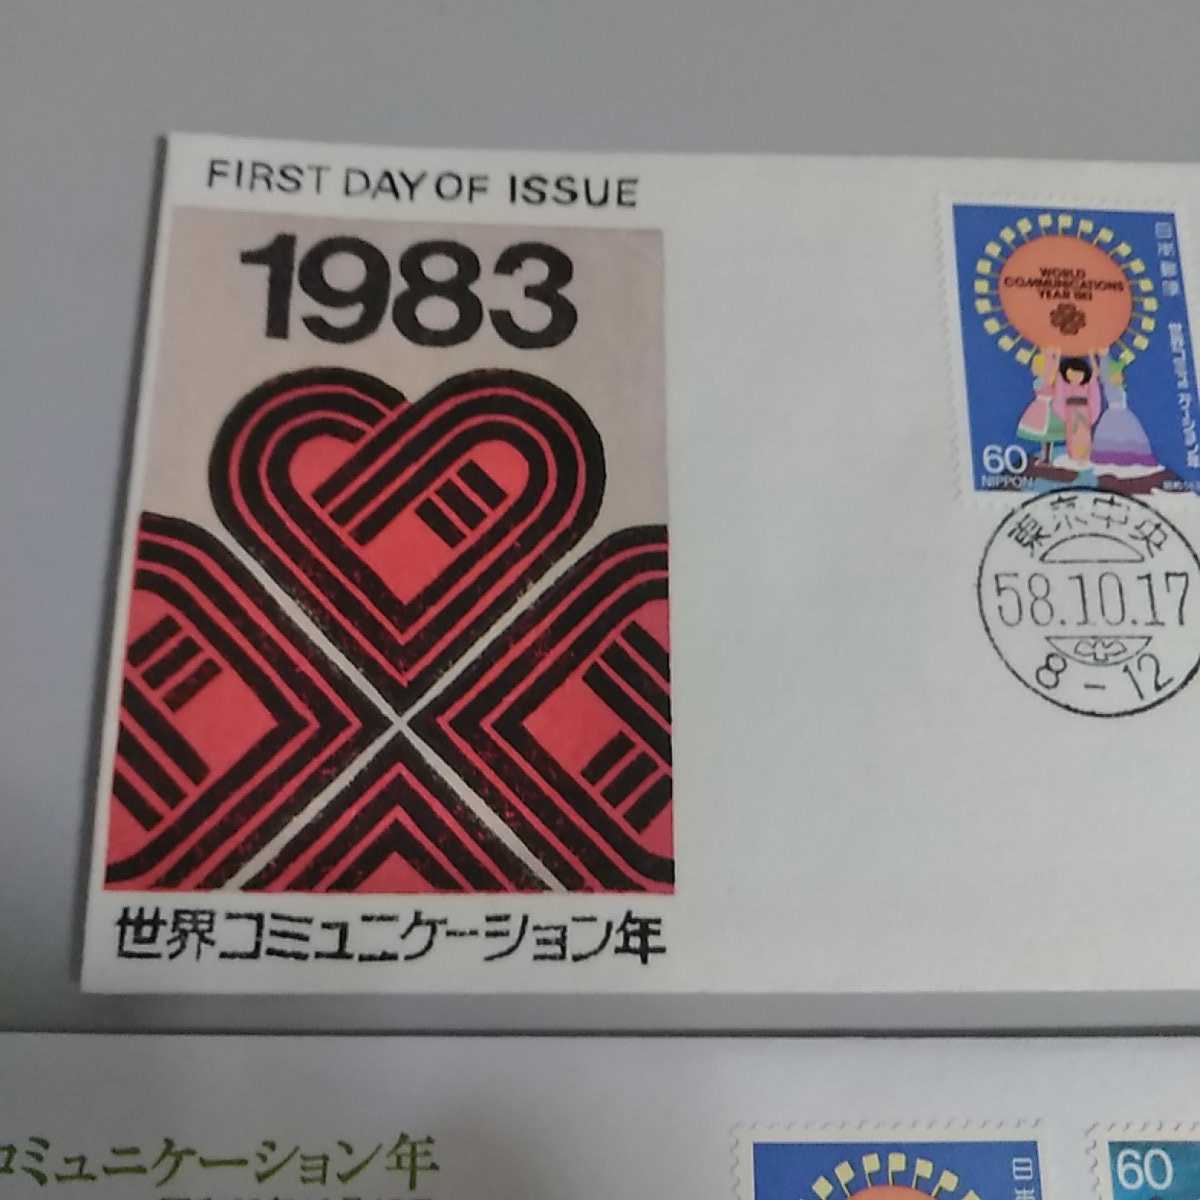 FIRST DAY OF ISSUE
1983
世界コミュニケーション年
日本郵便
WORLD
COMMUNICATIONS
YEAR 1983
60
NIPPON
東京中央
58.10.17
8-12
コミュニケーション年
日本
60